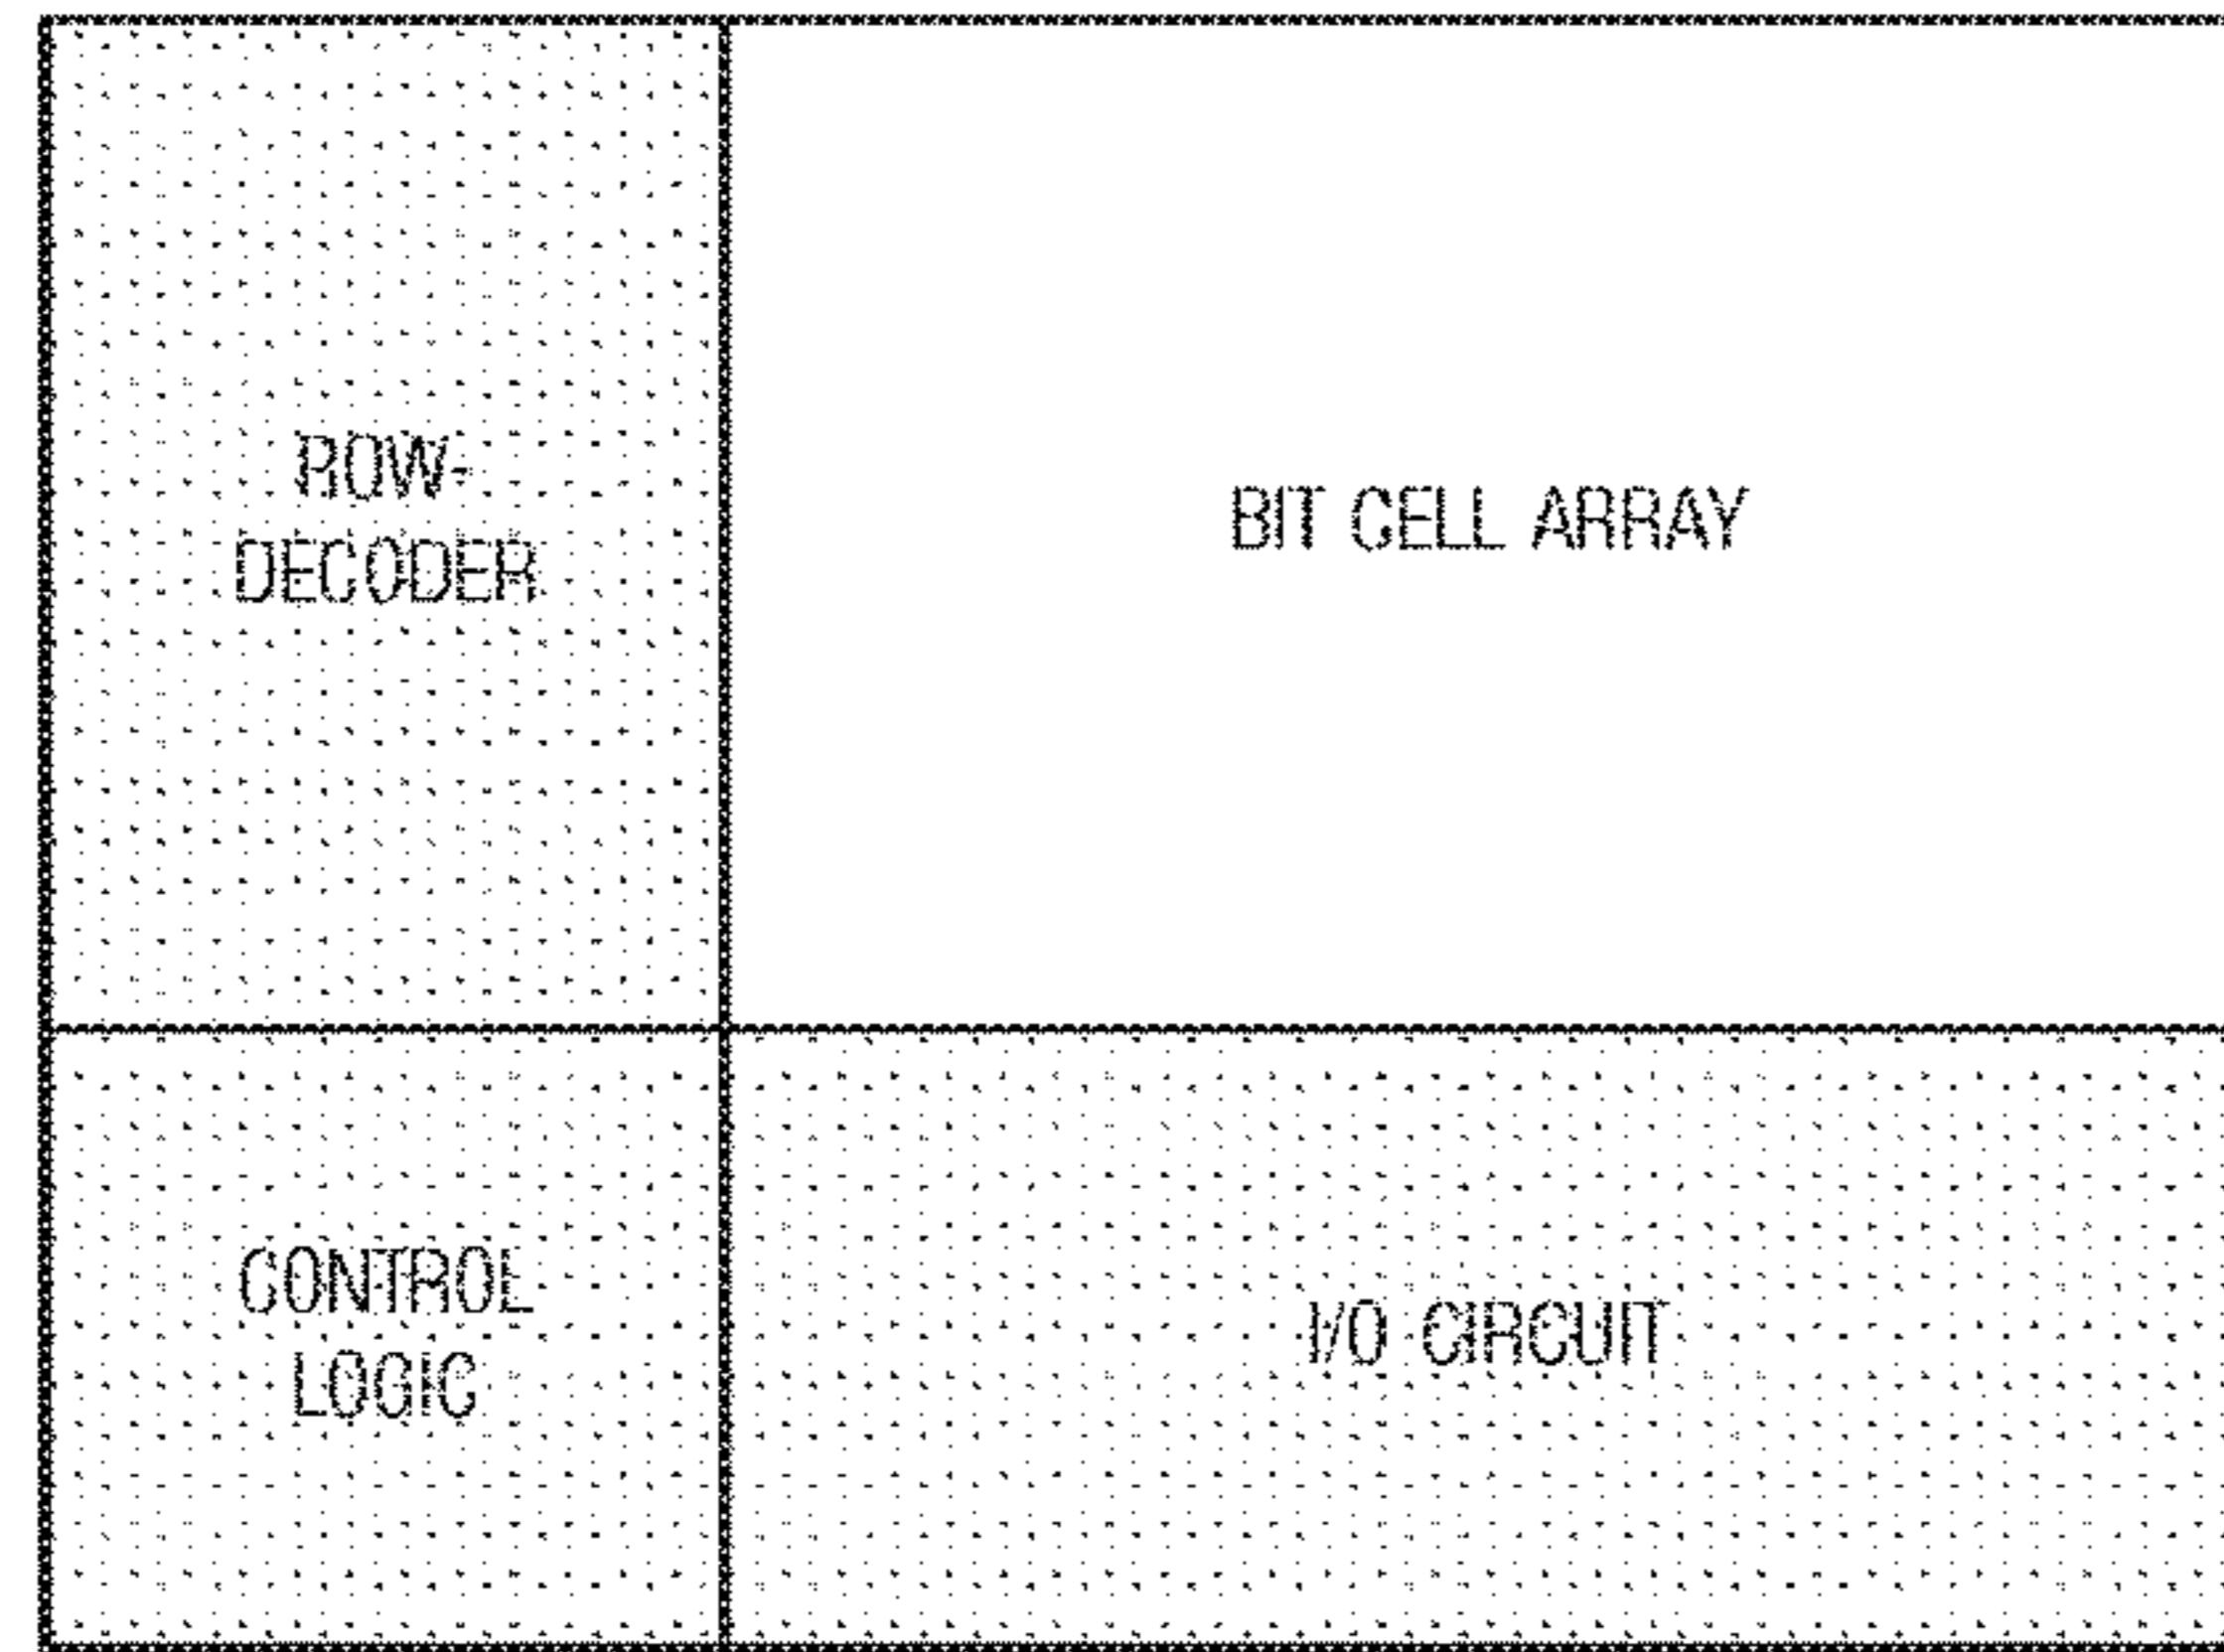 ROW-
DECODER
BIT CELL ARRAY
CONTROL
LOGIC
I/O CIRCUIT